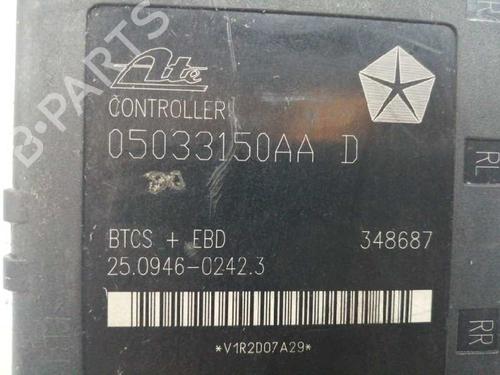 Ate
CONTROLLER
05033150AA D
BTCS + EBD 348687
25.0946-0242.3
*V1R2D07A29*
RL
RR
B-PARTS